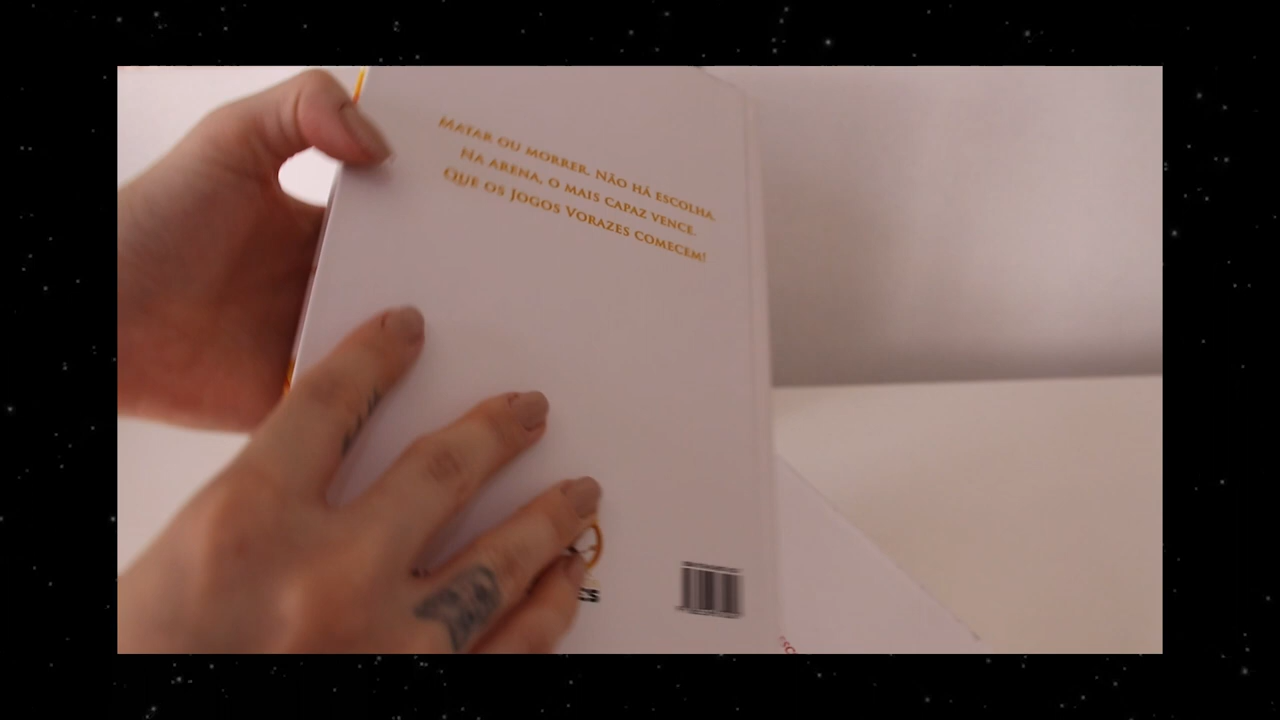 MATAR OU MORRER. NÃO HÁ ESCOLHA.
NA ARENA, O MAIS CAPAZ VENCE.
QUE OS JOGOS VORAZES COMECEM!